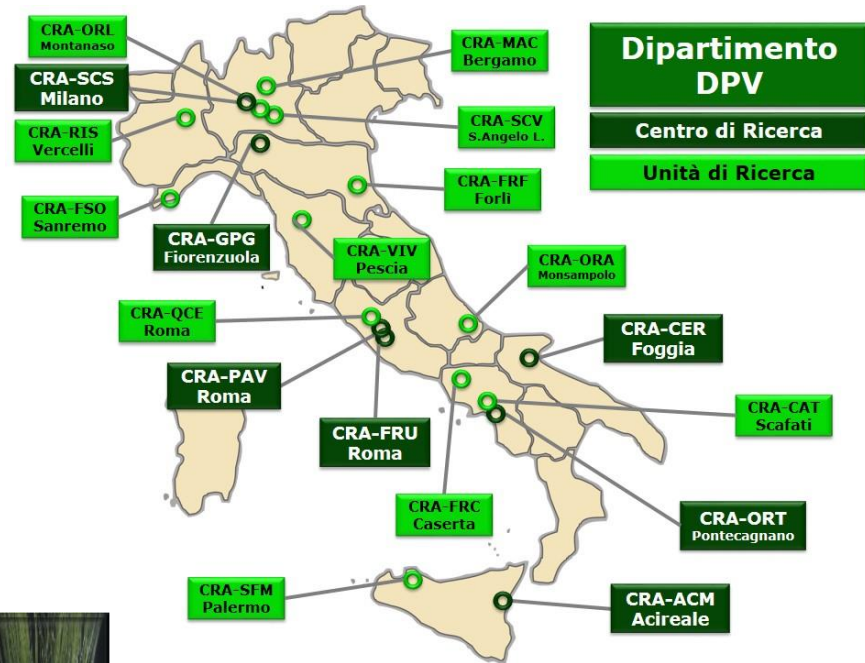 CRA-ORL
Montanaso
CRA-MAC
Bergamo
Dipartimento
DPV
CRA-SCS
Milano
CRA-SCV
S.Angelo L.
Centro di Ricerca
CRA-RIS
Vercelli
Unità di Ricerca
CRA-FRF
Forli
CRA-FSO
Sanremo
CRA-GPG
Fiorenzuola
CRA-VIV
Pescia
CRA-ORA
Monsampolo
CRA-QCE
Roma
CRA-CER
Foggia
CRA-PAV
Roma
CRA-CAT
Scafati
CRA-FRU
Roma
CRA-FRC
Caserta
CRA-ORT
Pontecagnano
CRA-SFM
Palermo
CRA-ACM
Acireale